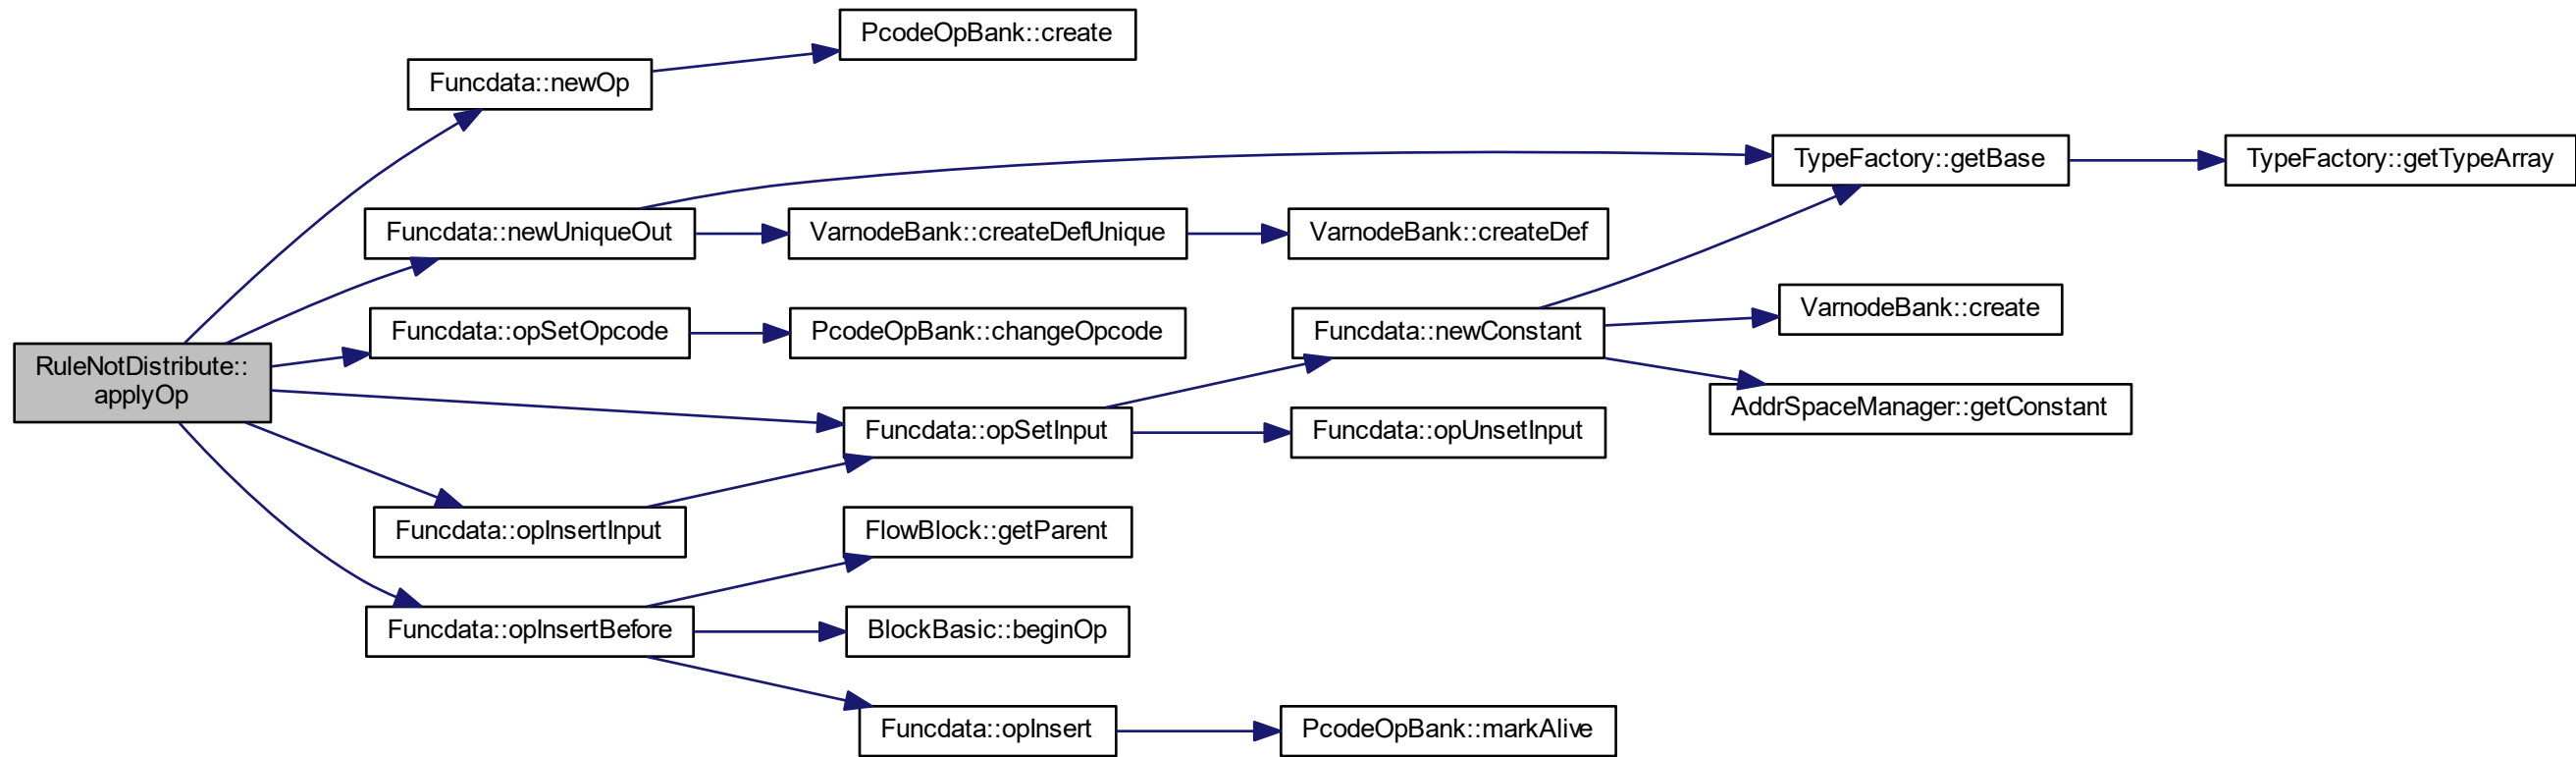 PcodeOpBank::create
Funcdata::newOp
TypeFactory::getBase
TypeFactory::getTypeArray
Funcdata::newUniqueOut
VarnodeBank::createDefUnique
VarnodeBank::createDef
VarnodeBank::create
Funcdata::opSetOpcode
PcodeOpBank::changeOpcode
Funcdata::newConstant
RuleNotDistribute::
applyOp
AddrSpaceManager::getConstant
Funcdata::opSetInput
Funcdata::opUnsetInput
Funcdata::opInsertInput
FlowBlock::getParent
Funcdata::opInsertBefore
BlockBasic::beginOp
Funcdata::opInsert
PcodeOpBank::markAlive